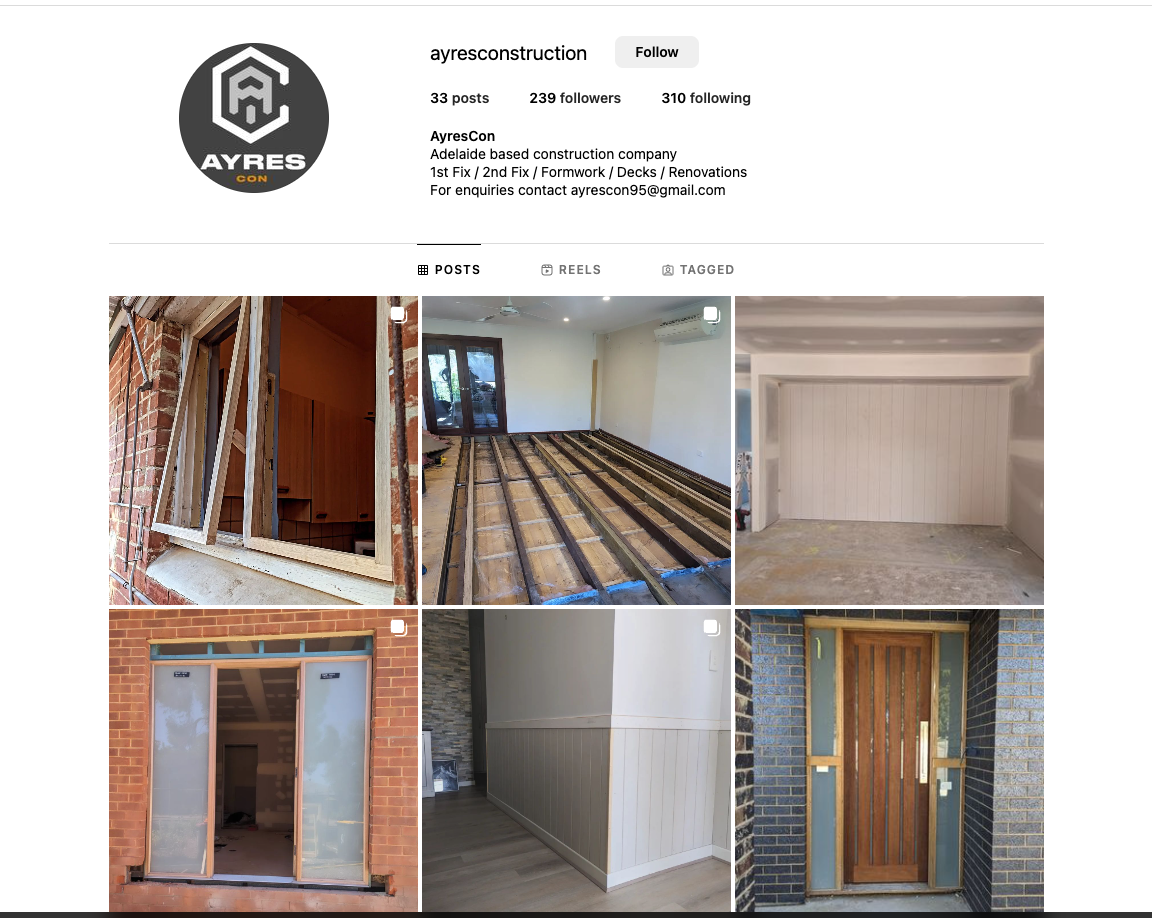 AYRES
CON
ayresconstruction
Follow
33 posts
239 followers
310 following
AyresCon
Adelaide based construction company
1st Fix / 2nd Fix / Formwork / Decks / Renovations
For enquiries contact ayrescon95@gmail.com
POSTS
REELS
TAGGED